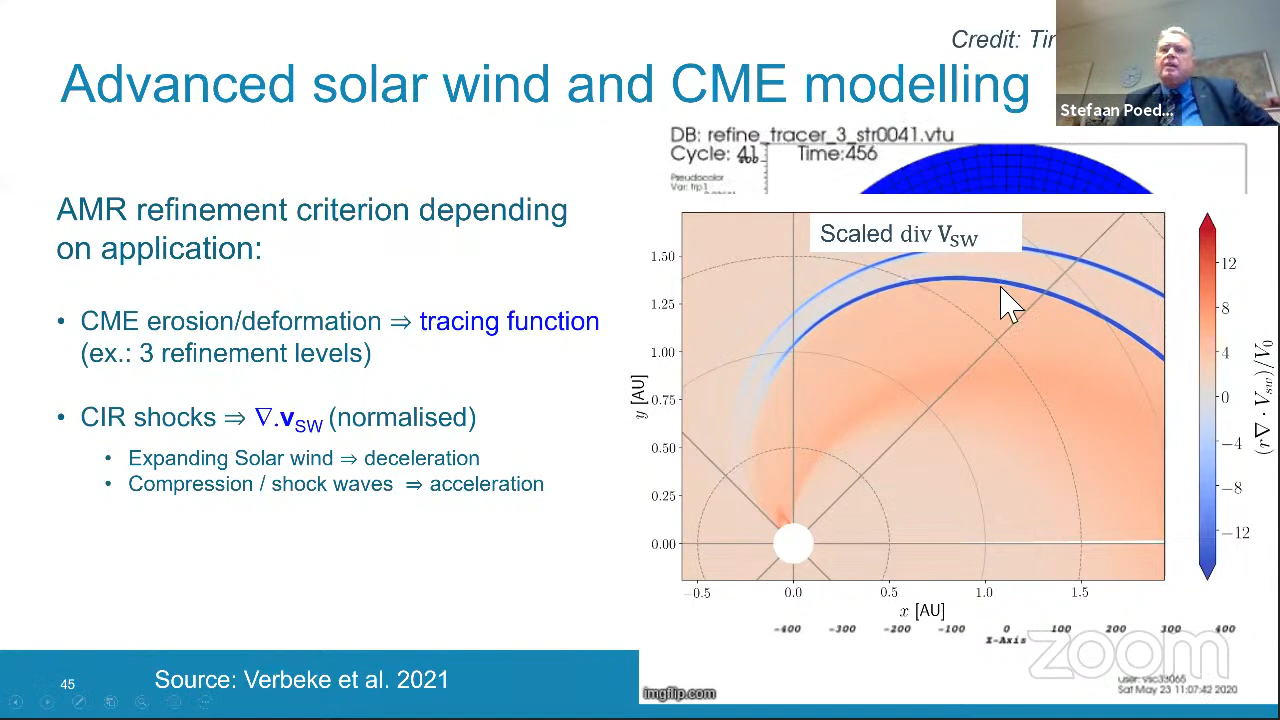 Credit: Tir
Advanced solar wind and CME modelling
Stefaan Poed...
DB: refine_tracer_3_str0041.vtu
Cycle: 41 Time:456
Pseudocolor
Var: trp1
AMR refinement criterion depending
on application:
• CME erosion/deformation ⇒ tracing function
(ex.: 3 refinement levels)
• CIR shocks ⇒ ∇.vSW (normalised)
• Expanding Solar wind ⇒ deceleration
• Compression / shock waves ⇒ acceleration
Scaled div VSW
1.50
1.25
1.00
0.75
0.50
0.25
0.00
y [AU]
−0.5 0.0 0.5 1.0 1.5
x [AU]
12
8
4
0
−4
−8
−12
(r∇ · Vsw)/V0
-400 -300 -200 -100 0 100 200 300 400
X-Axis
zoom
user: vsc33066
Sat May 23 11:07:42 2020
imgflip.com
45
Source: Verbeke et al. 2021